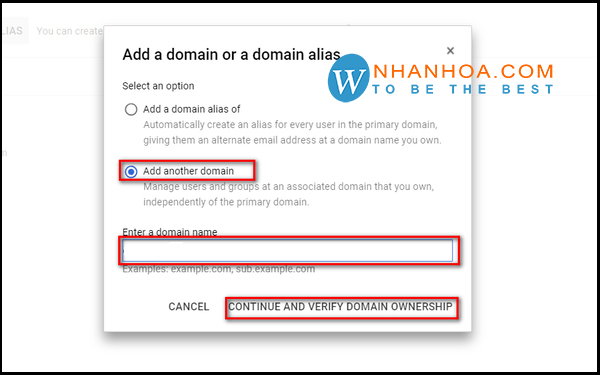 LIAS You can create
Add a domain or a domain alias
×
W NHANHOA.COM
TO BE THE BEST
Select an option
Add a domain alias of
Automatically create an alias for every user in the primary domain,
giving them an alternate email address at a domain name you own.
Add another domain
Manage users and groups at an associated domain that you own,
independently of the primary domain.
Enter a domain name
Examples: example.com, sub.example.com
CANCEL CONTINUE AND VERIFY DOMAIN OWNERSHIP